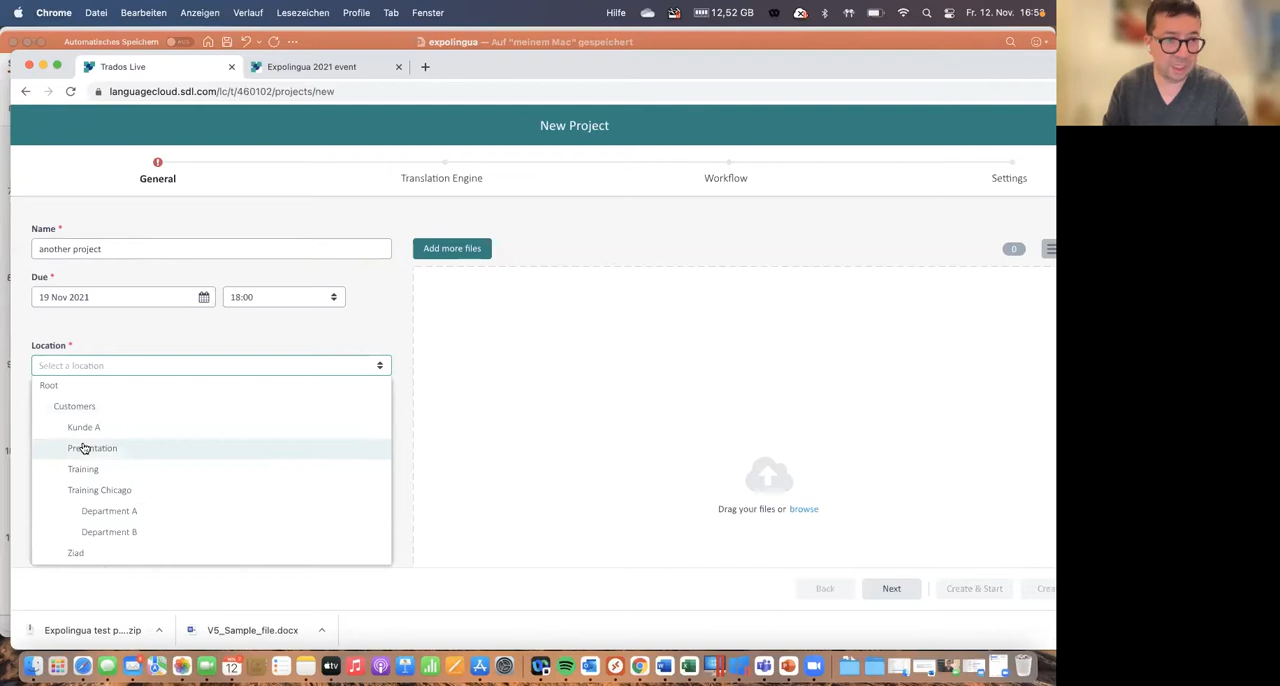 Chrome Datei Bearbeiten Anzeigen Verlauf Lesezeichen Profile Tab Fenster Hilfe 12,52 GB Fr. 12. Nov. 16:53
Automatisches Speichern expolingua — Auf "meinem Mac" gespeichert
Trados Live Expolingua 2021 event
languagecloud.sdl.com/lc/t/460102/projects/new
New Project
General Translation Engine Workflow Settings
Name *
another project
Add more files
0
Due *
19 Nov 2021 18:00
Location *
Select a location
Root
Customers
Kunde A
Presentation
Training
Training Chicago
Department A
Department B
Ziad
Drag your files or browse
Back Next Create & Start Crea
Expolingua test p....zip V5_Sample_file.docx